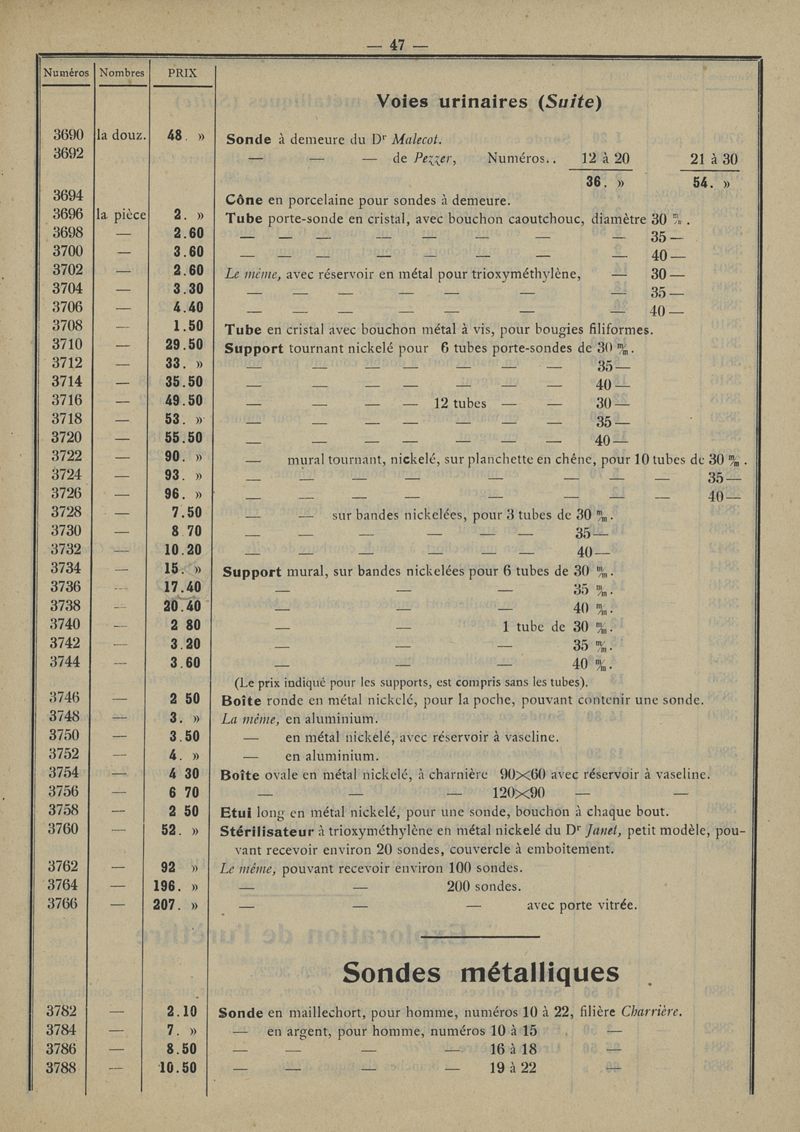 — 47 —
Numéros Nombres PRIX
Voies urinaires (Suite)
3690 la douz. 48. » Sonde à demeure du Dr Malecot.
3692 — — — de Pezzer, Numéros.. 12 à 20 21 à 30
36. » 54. »
3694 Cône en porcelaine pour sondes à demeure.
3696 la pièce 2. » Tube porte-sonde en cristal, avec bouchon caoutchouc, diamètre 30 m/m.
3698 — 2.60 — — — — — — — — 35 —
3700 — 3.60 — — — — — — — — 40 —
3702 — 2.60 Le même, avec réservoir en métal pour trioxyméthylène, — 30 —
3704 — 3.30 — — — — — — — 35 —
3706 — 4.40 — — — — — — — 40 —
3708 — 1.50 Tube en cristal avec bouchon métal à vis, pour bougies filiformes.
3710 — 29.50 Support tournant nickelé pour 6 tubes porte-sondes de 30 m/m.
3712 — 33. » — — — — — — — 35 —
3714 — 35.50 — — — — — — — 40 —
3716 — 49.50 — — — — 12 tubes — — 30 —
3718 — 53. » — — — — — — — 35 —
3720 — 55.50 — — — — — — — 40 —
3722 — 90. » — mural tournant, nickelé, sur planchette en chêne, pour 10 tubes de 30 m/m.
3724 — 93. » — — — — — — — — 35 —
3726 — 96. » — — — — — — — — 40 —
3728 — 7.50 — — sur bandes nickelées, pour 3 tubes de 30 m/m.
3730 — 8 70 — — — — — — 35 —
3732 — 10.20 — — — — — — 40 —
3734 — 15. » Support mural, sur bandes nickelées pour 6 tubes de 30 m/m.
3736 — 17.40 — — — 35 m/m.
3738 — 20.40 — — — 40 m/m.
3740 — 2 80 — — 1 tube de 30 m/m.
3742 — 3.20 — — — 35 m/m.
3744 — 3.60 — — — 40 m/m.
(Le prix indiqué pour les supports, est compris sans les tubes).
3746 — 2 50 Boîte ronde en métal nickelé, pour la poche, pouvant contenir une sonde.
3748 — 3. » La même, en aluminium.
3750 — 3.50 — en métal nickelé, avec réservoir à vaseline.
3752 — 4. » — en aluminium.
3754 — 4 30 Boîte ovale en métal nickelé, à charnière 90×60 avec réservoir à vaseline.
3756 — 6 70 — — — 120×90 — —
3758 — 2 50 Etui long en métal nickelé, pour une sonde, bouchon à chaque bout.
3760 — 52. » Stérilisateur à trioxyméthylène en métal nickelé du Dr Janet, petit modèle, pou-
vant recevoir environ 20 sondes, couvercle à emboitement.
3762 — 92 » Le même, pouvant recevoir environ 100 sondes.
3764 — 196. » — — 200 sondes.
3766 — 207. » — — — avec porte vitrée.
Sondes métalliques
3782 — 2.10 Sonde en maillechort, pour homme, numéros 10 à 22, filière Charrière.
3784 — 7. » — en argent, pour homme, numéros 10 à 15 —
3786 — 8.50 — — — — 16 à 18 —
3788 — 10.50 — — — — 19 à 22 —